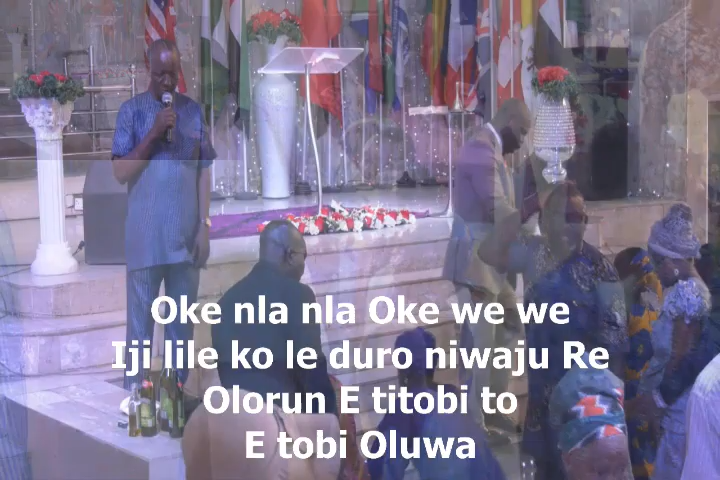 Oke nla nla Oke we we
Iji lile ko le duro niwaju Re
Olorun E titobi to
E tobi Oluwa